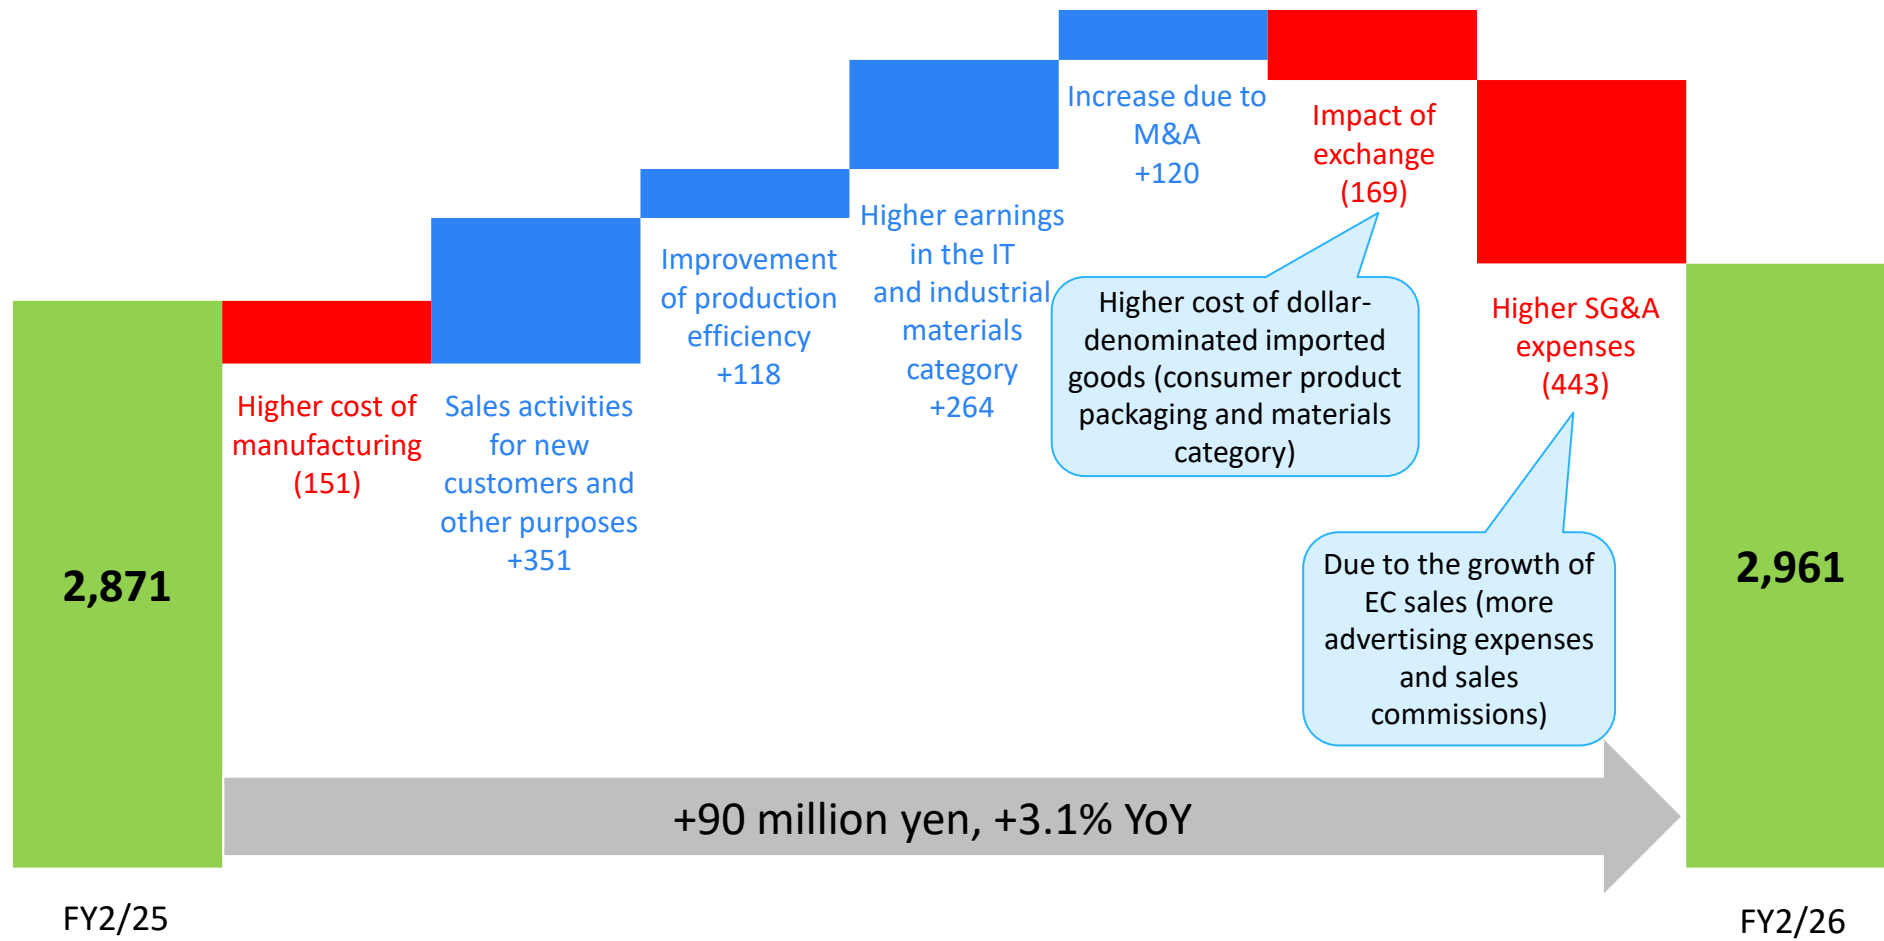 2,871
FY2/25
Higher cost of
manufacturing
(151)
Sales activities
for new
customers and
other purposes
+351
Improvement
of production
efficiency
+118
Higher earnings
in the IT
and industrial
materials
category
+264
Increase due to
M&A
+120
Impact of
exchange
(169)
Higher cost of dollar-
denominated imported
goods (consumer product
packaging and materials
category)
Higher SG&A
expenses
(443)
Due to the growth of
EC sales (more
advertising expenses
and sales
commissions)
2,961
FY2/26
+90 million yen, +3.1% YoY